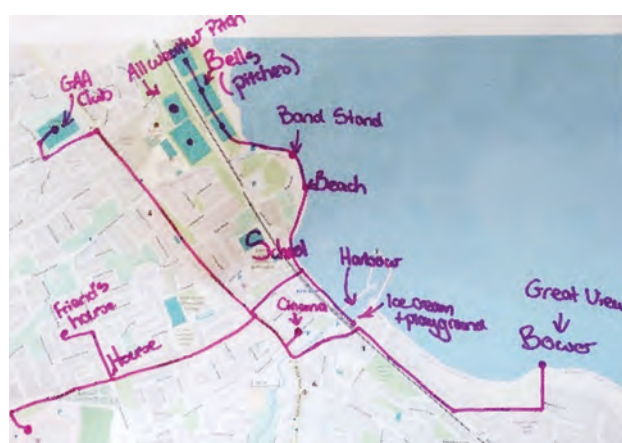 All weather Pitch
GAA
Club
Bells
(pitches)
Band Stand
Beach
School
Harbour
Ice cream
+ playground
Great View
Bower
Cinema
Friend's
house
House